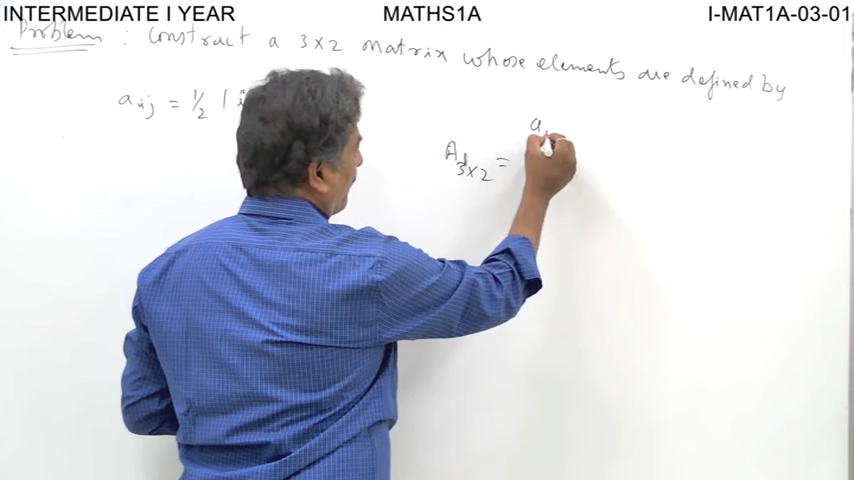 INTERMEDIATE I YEAR MATHS1A I-MAT1A-03-01
Problem : Construct a 3x2 matrix whose elements are defined by
aij = 1/2 | i
A3x2 = a